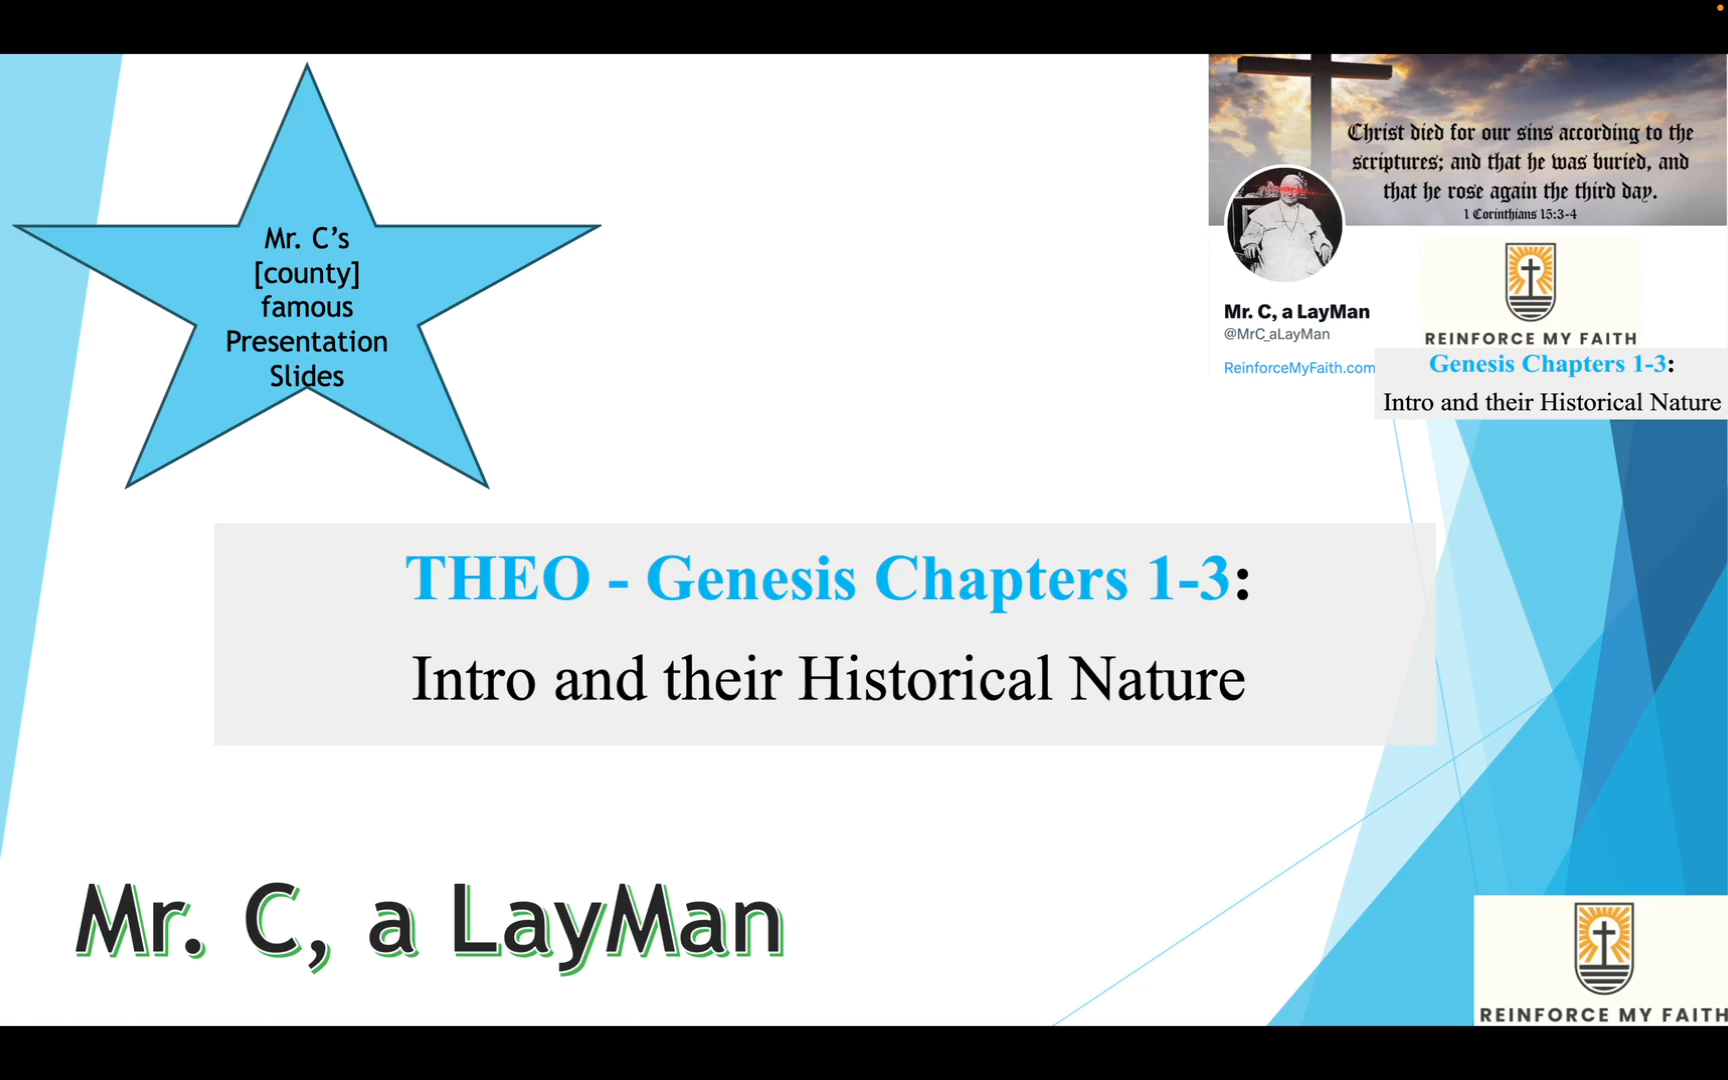 Mr. C’s
[county]
famous
Presentation
Slides
Christ died for our sins according to the
scriptures; and that he was buried, and
that he rose again the third day.
1 Corinthians 15:3-4
Mr. C, a LayMan
@MrC_aLayMan
ReinforceMyFaith.com
REINFORCE MY FAITH
Genesis Chapters 1-3:
Intro and their Historical Nature
THEO - Genesis Chapters 1-3:
Intro and their Historical Nature
Mr. C, a LayMan
REINFORCE MY FAITH